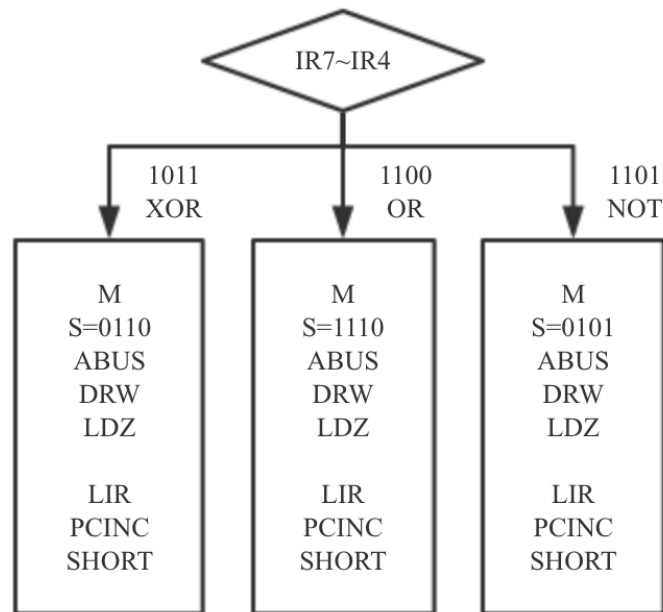 IR7~IR4
1011
XOR
1100
OR
1101
NOT
M
S=0110
ABUS
DRW
LDZ
LIR
PCINC
SHORT
M
S=1110
ABUS
DRW
LDZ
LIR
PCINC
SHORT
M
S=0101
ABUS
DRW
LDZ
LIR
PCINC
SHORT